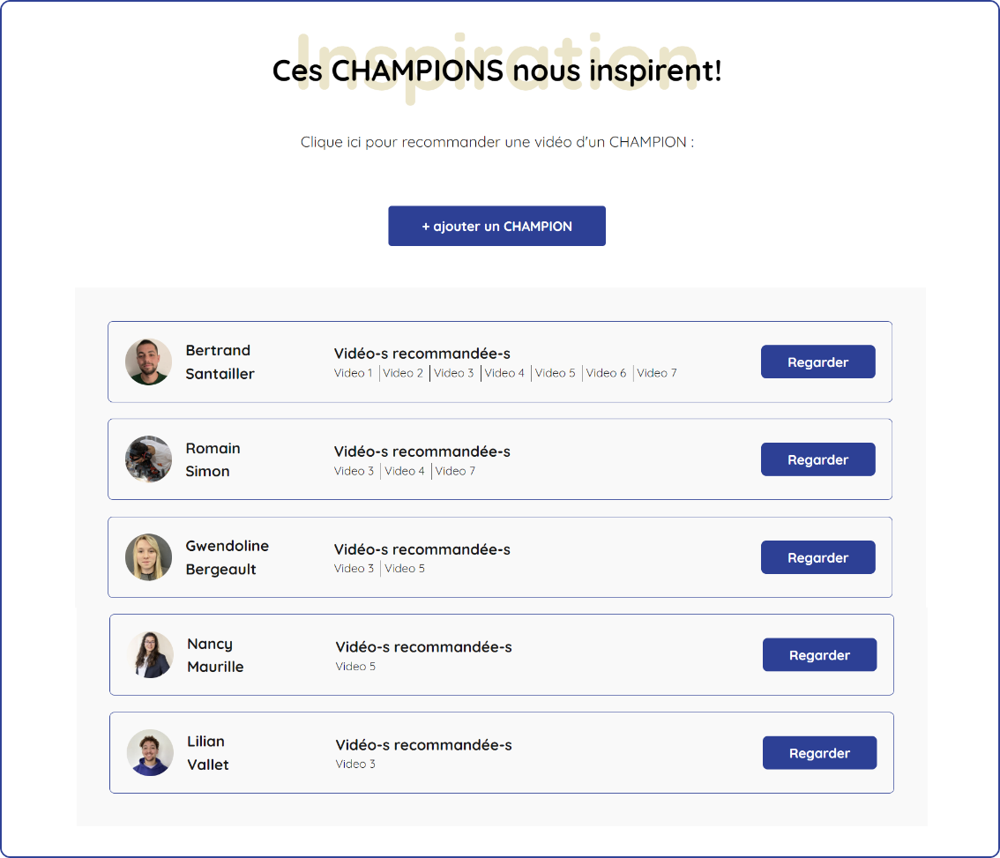 Inspiration
Ces CHAMPIONS nous inspirent!
Clique ici pour recommander une vidéo d'un CHAMPION :
+ ajouter un CHAMPION
Bertrand
Santailler
Vidéo-s recommandée-s
Video 1 | Video 2 | Video 3 | Video 4 | Video 5 | Video 6 | Video 7
Regarder
Romain
Simon
Vidéo-s recommandée-s
Video 3 | Video 4 | Video 7
Regarder
Gwendoline
Bergeault
Vidéo-s recommandée-s
Video 3 | Video 5
Regarder
Nancy
Maurille
Vidéo-s recommandée-s
Video 5
Regarder
Lilian
Vallet
Vidéo-s recommandée-s
Video 3
Regarder